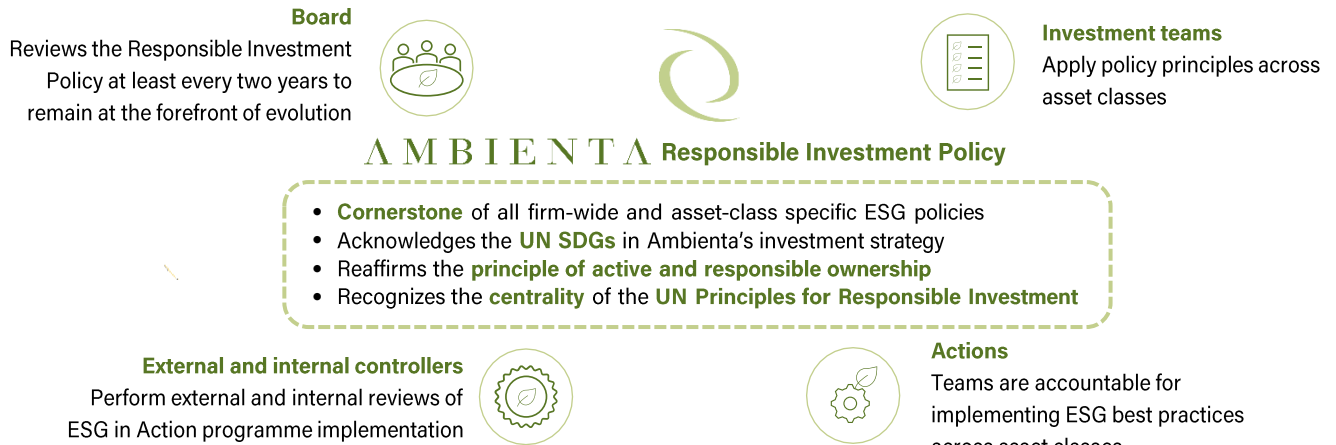 Board
Reviews the Responsible Investment
Policy at least every two years to
remain at the forefront of evolution
Investment teams
Apply policy principles across
asset classes
AMBIENTA Responsible Investment Policy
• Cornerstone of all firm-wide and asset-class specific ESG policies
• Acknowledges the UN SDGs in Ambienta's investment strategy
• Reaffirms the principle of active and responsible ownership
• Recognizes the centrality of the UN Principles for Responsible Investment
External and internal controllers
Perform external and internal reviews of
ESG in Action programme implementation
Actions
Teams are accountable for
implementing ESG best practices
across asset classes